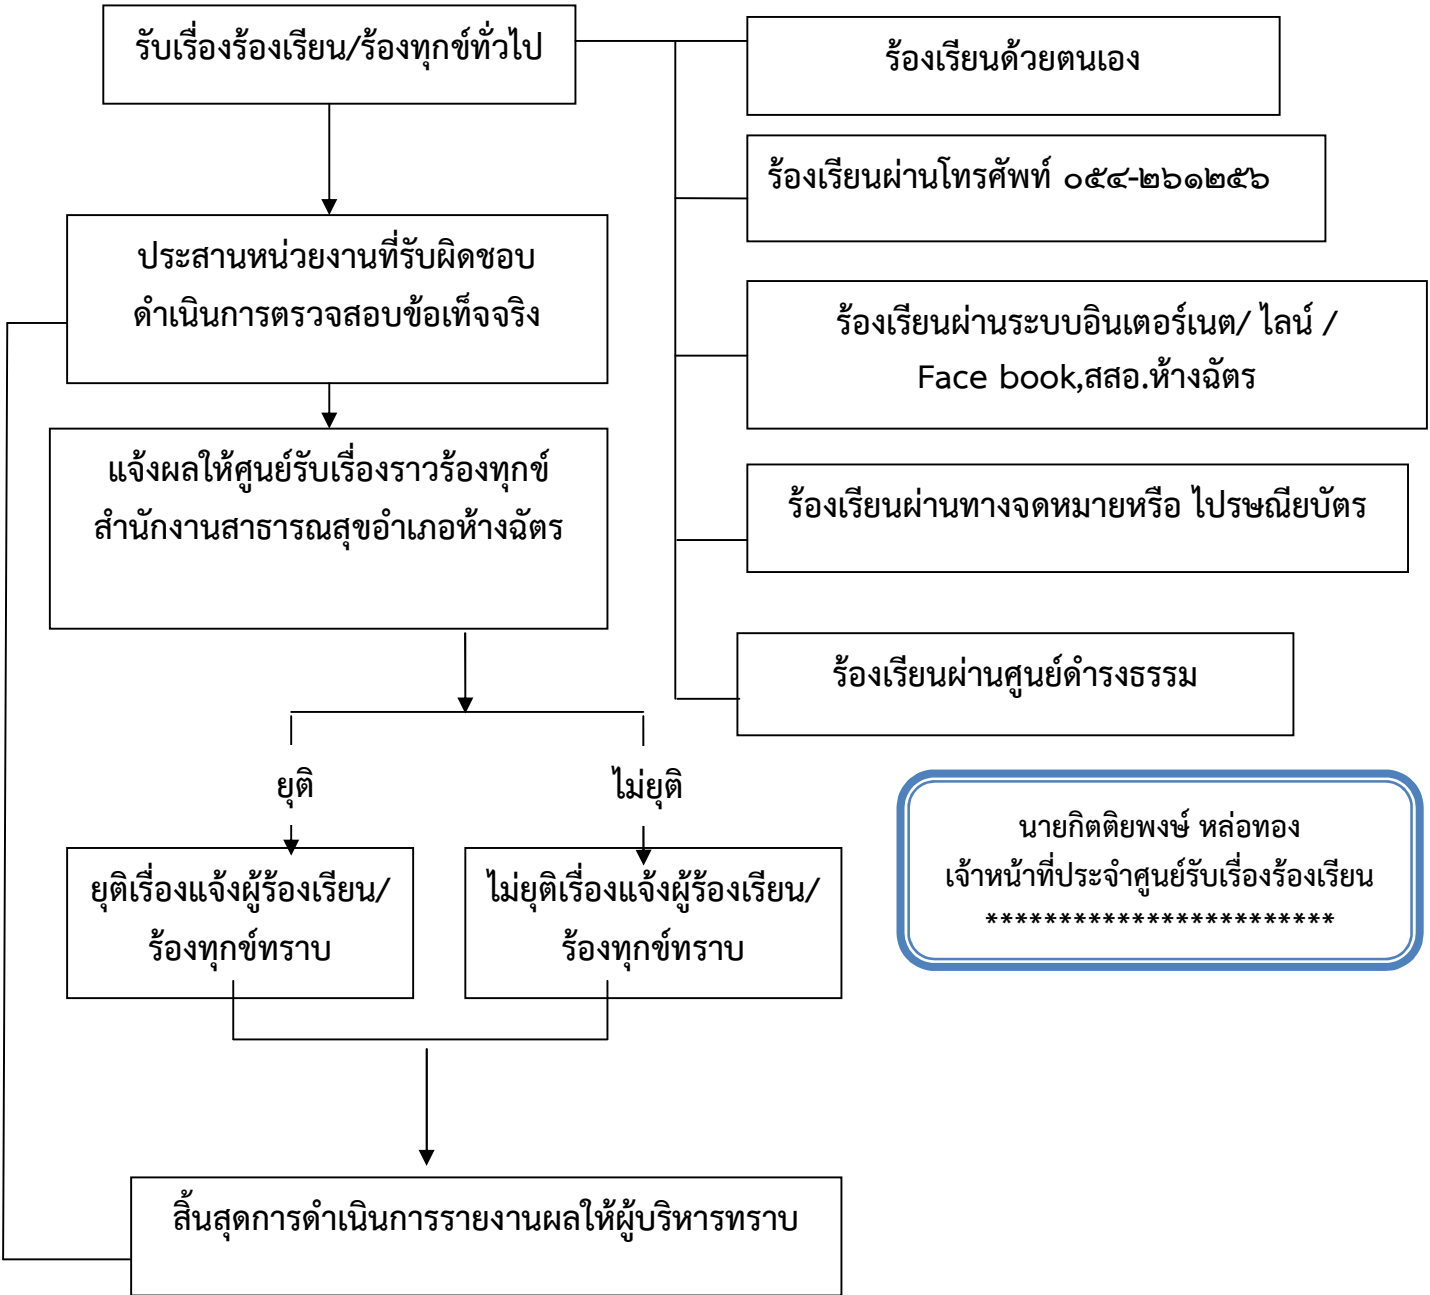 รับเรื่องร้องเรียน/ร้องทุกข์ทั่วไป
ร้องเรียนด้วยตนเอง
ร้องเรียนผ่านโทรศัพท์ ๐๕๔-๒๖๑๒๕๖
ประสานหน่วยงานที่รับผิดชอบ
ดำเนินการตรวจสอบข้อเท็จจริง
ร้องเรียนผ่านระบบอินเตอร์เนต/ ไลน์ /
Face book,สสอ.ห้างฉัตร
แจ้งผลให้ศูนย์รับเรื่องราวร้องทุกข์
สำนักงานสาธารณสุขอำเภอห้างฉัตร
ร้องเรียนผ่านทางจดหมายหรือ ไปรษณียบัตร
ร้องเรียนผ่านศูนย์ดำรงธรรม
ยุติ
ไม่ยุติ
ยุติเรื่องแจ้งผู้ร้องเรียน/
ร้องทุกข์ทราบ
ไม่ยุติเรื่องแจ้งผู้ร้องเรียน/
ร้องทุกข์ทราบ
นายกิตติยพงษ์ หล่อทอง
เจ้าหน้าที่ประจำศูนย์รับเรื่องร้องเรียน
************************
สิ้นสุดการดำเนินการรายงานผลให้ผู้บริหารทราบ